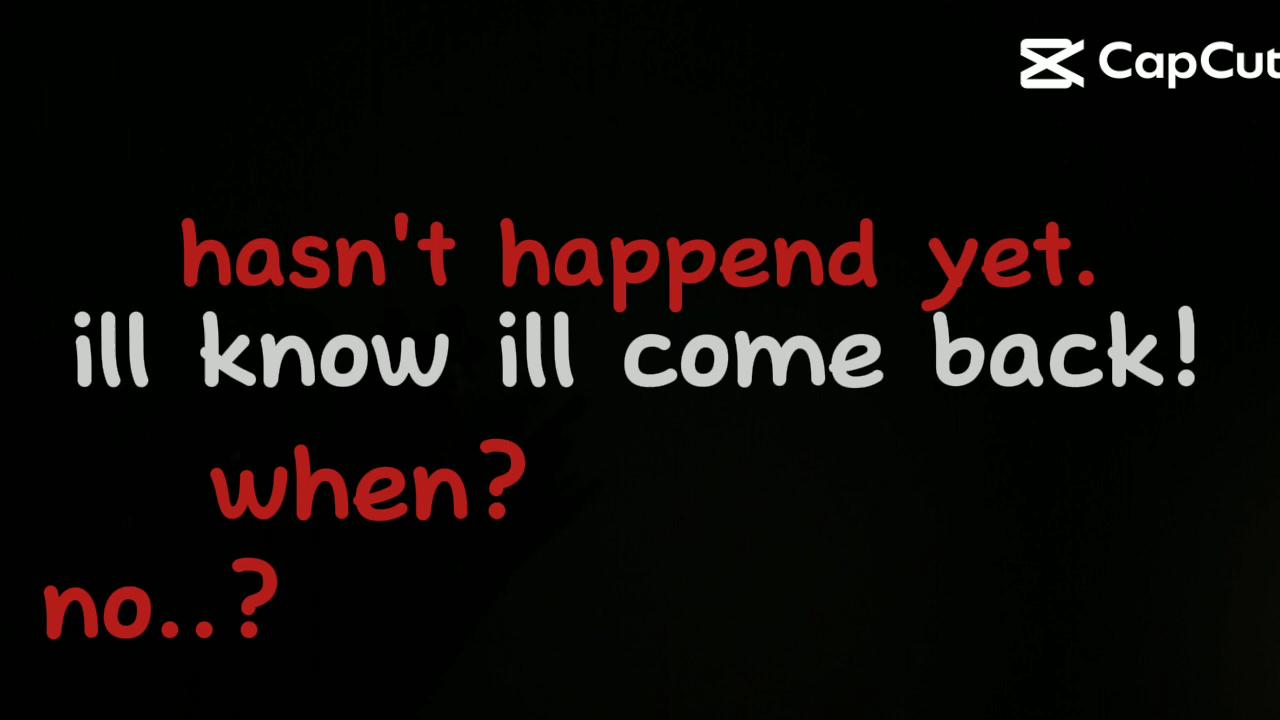 CapCut
hasn't happend yet.
ill know ill come back!
when?
no..?